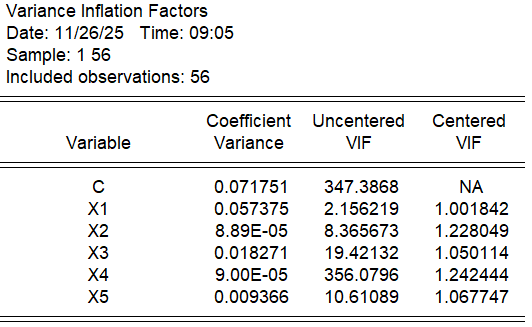 Variance Inflation Factors
Date: 11/26/25 Time: 09:05
Sample: 1 56
Included observations: 56
Coefficient Uncentered Centered
Variable Variance VIF VIF
C 0.071751 347.3868 NA
X1 0.057375 2.156219 1.001842
X2 8.89E-05 8.365673 1.228049
X3 0.018271 19.42132 1.050114
X4 9.00E-05 356.0796 1.242444
X5 0.009366 10.61089 1.067747